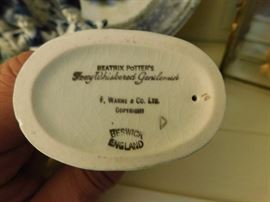 BEATRIX POTTER'S
Foxy Whiskered Gentleman
F. WARNE & CO. LTD.
COPYRIGHT
BESWICK
ENGLAND